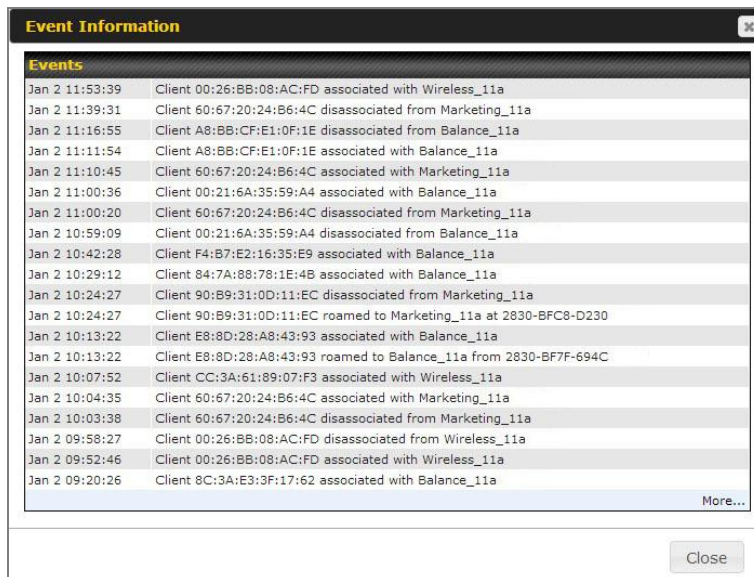 Event Information
Events
Jan 2 11:53:39 Client 00:26:BB:08:AC:FD associated with Wireless_11a
Jan 2 11:39:31 Client 60:67:20:24:B6:4C disassociated from Marketing_11a
Jan 2 11:16:55 Client A8:BB:CF:E1:0F:1E disassociated from Balance_11a
Jan 2 11:11:54 Client A8:BB:CF:E1:0F:1E associated with Balance_11a
Jan 2 11:10:45 Client 60:67:20:24:B6:4C associated with Marketing_11a
Jan 2 11:00:36 Client 00:21:6A:35:59:A4 associated with Balance_11a
Jan 2 11:00:20 Client 60:67:20:24:B6:4C disassociated from Marketing_11a
Jan 2 10:59:09 Client 00:21:6A:35:59:A4 disassociated from Balance_11a
Jan 2 10:42:28 Client F4:B7:E2:16:35:E9 associated with Balance_11a
Jan 2 10:29:12 Client 84:7A:88:78:1E:4B associated with Balance_11a
Jan 2 10:24:27 Client 90:B9:31:0D:11:EC disassociated from Marketing_11a
Jan 2 10:24:27 Client 90:B9:31:0D:11:EC roamed to Marketing_11a at 2830-BFC8-D230
Jan 2 10:13:22 Client E8:8D:28:A8:43:93 associated with Balance_11a
Jan 2 10:13:22 Client E8:8D:28:A8:43:93 roamed to Balance_11a from 2830-BF7F-694C
Jan 2 10:07:52 Client CC:3A:61:89:07:F3 associated with Wireless_11a
Jan 2 10:04:35 Client 60:67:20:24:B6:4C associated with Marketing_11a
Jan 2 10:03:38 Client 60:67:20:24:B6:4C disassociated from Marketing_11a
Jan 2 09:58:27 Client 00:26:BB:08:AC:FD disassociated from Wireless_11a
Jan 2 09:52:46 Client 00:26:BB:08:AC:FD associated with Wireless_11a
Jan 2 09:20:26 Client 8C:3A:E3:3F:17:62 associated with Balance_11a
More...
Close